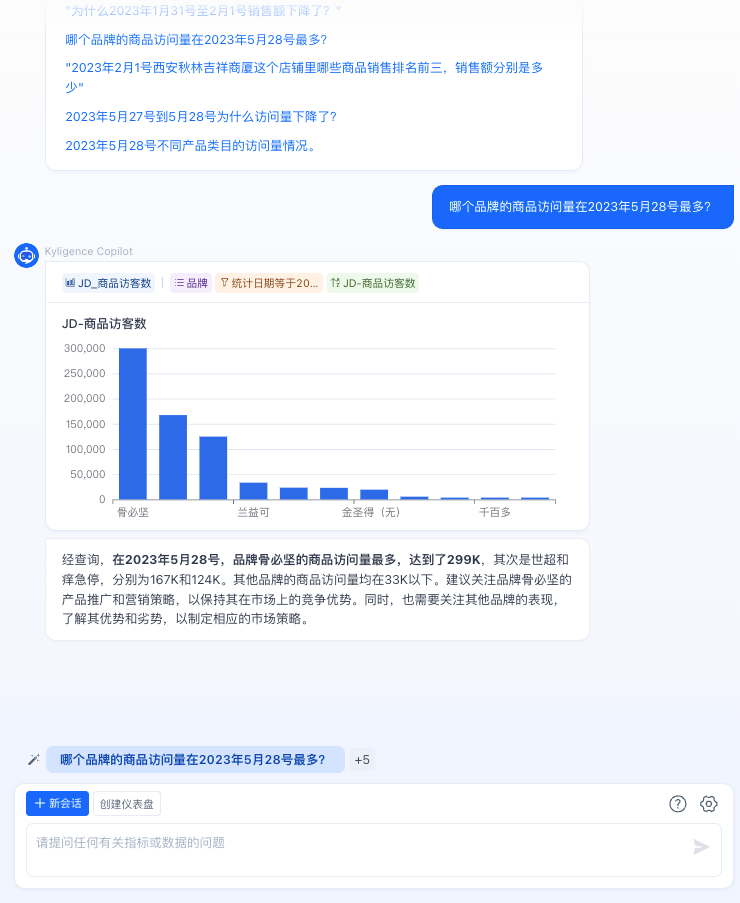 "为什么2023年1月31号至2月1号销售额下降了？"
哪个品牌的商品访问量在2023年5月28号最多?
"2023年2月1号西安秋林吉祥商厦这个店铺里哪些商品销售排名前三，销售额分别是多
少"
2023年5月27号到5月28号为什么访问量下降了?
2023年5月28号不同产品类目的访问量情况。
哪个品牌的商品访问量在2023年5月28号最多?
Kyligence Copilot
JD_商品访客数 | 品牌 统计日期等于20... JD-商品访客数
JD-商品访客数
300,000
250,000
200,000
150,000
100,000
50,000
0
骨必坚 兰益可 金圣得（无） 千百多
经查询，在2023年5月28号，品牌骨必坚的商品访问量最多，达到了299K，其次是世超和
痒急停，分别为167K和124K。其他品牌的商品访问量均在33K以下。建议关注品牌骨必坚的
产品推广和营销策略，以保持其在市场上的竞争优势。同时，也需要关注其他品牌的表现，
了解其优势和劣势，以制定相应的市场策略。
哪个品牌的商品访问量在2023年5月28号最多? +5
新会话 创建仪表盘
请提问任何有关指标或数据的问题